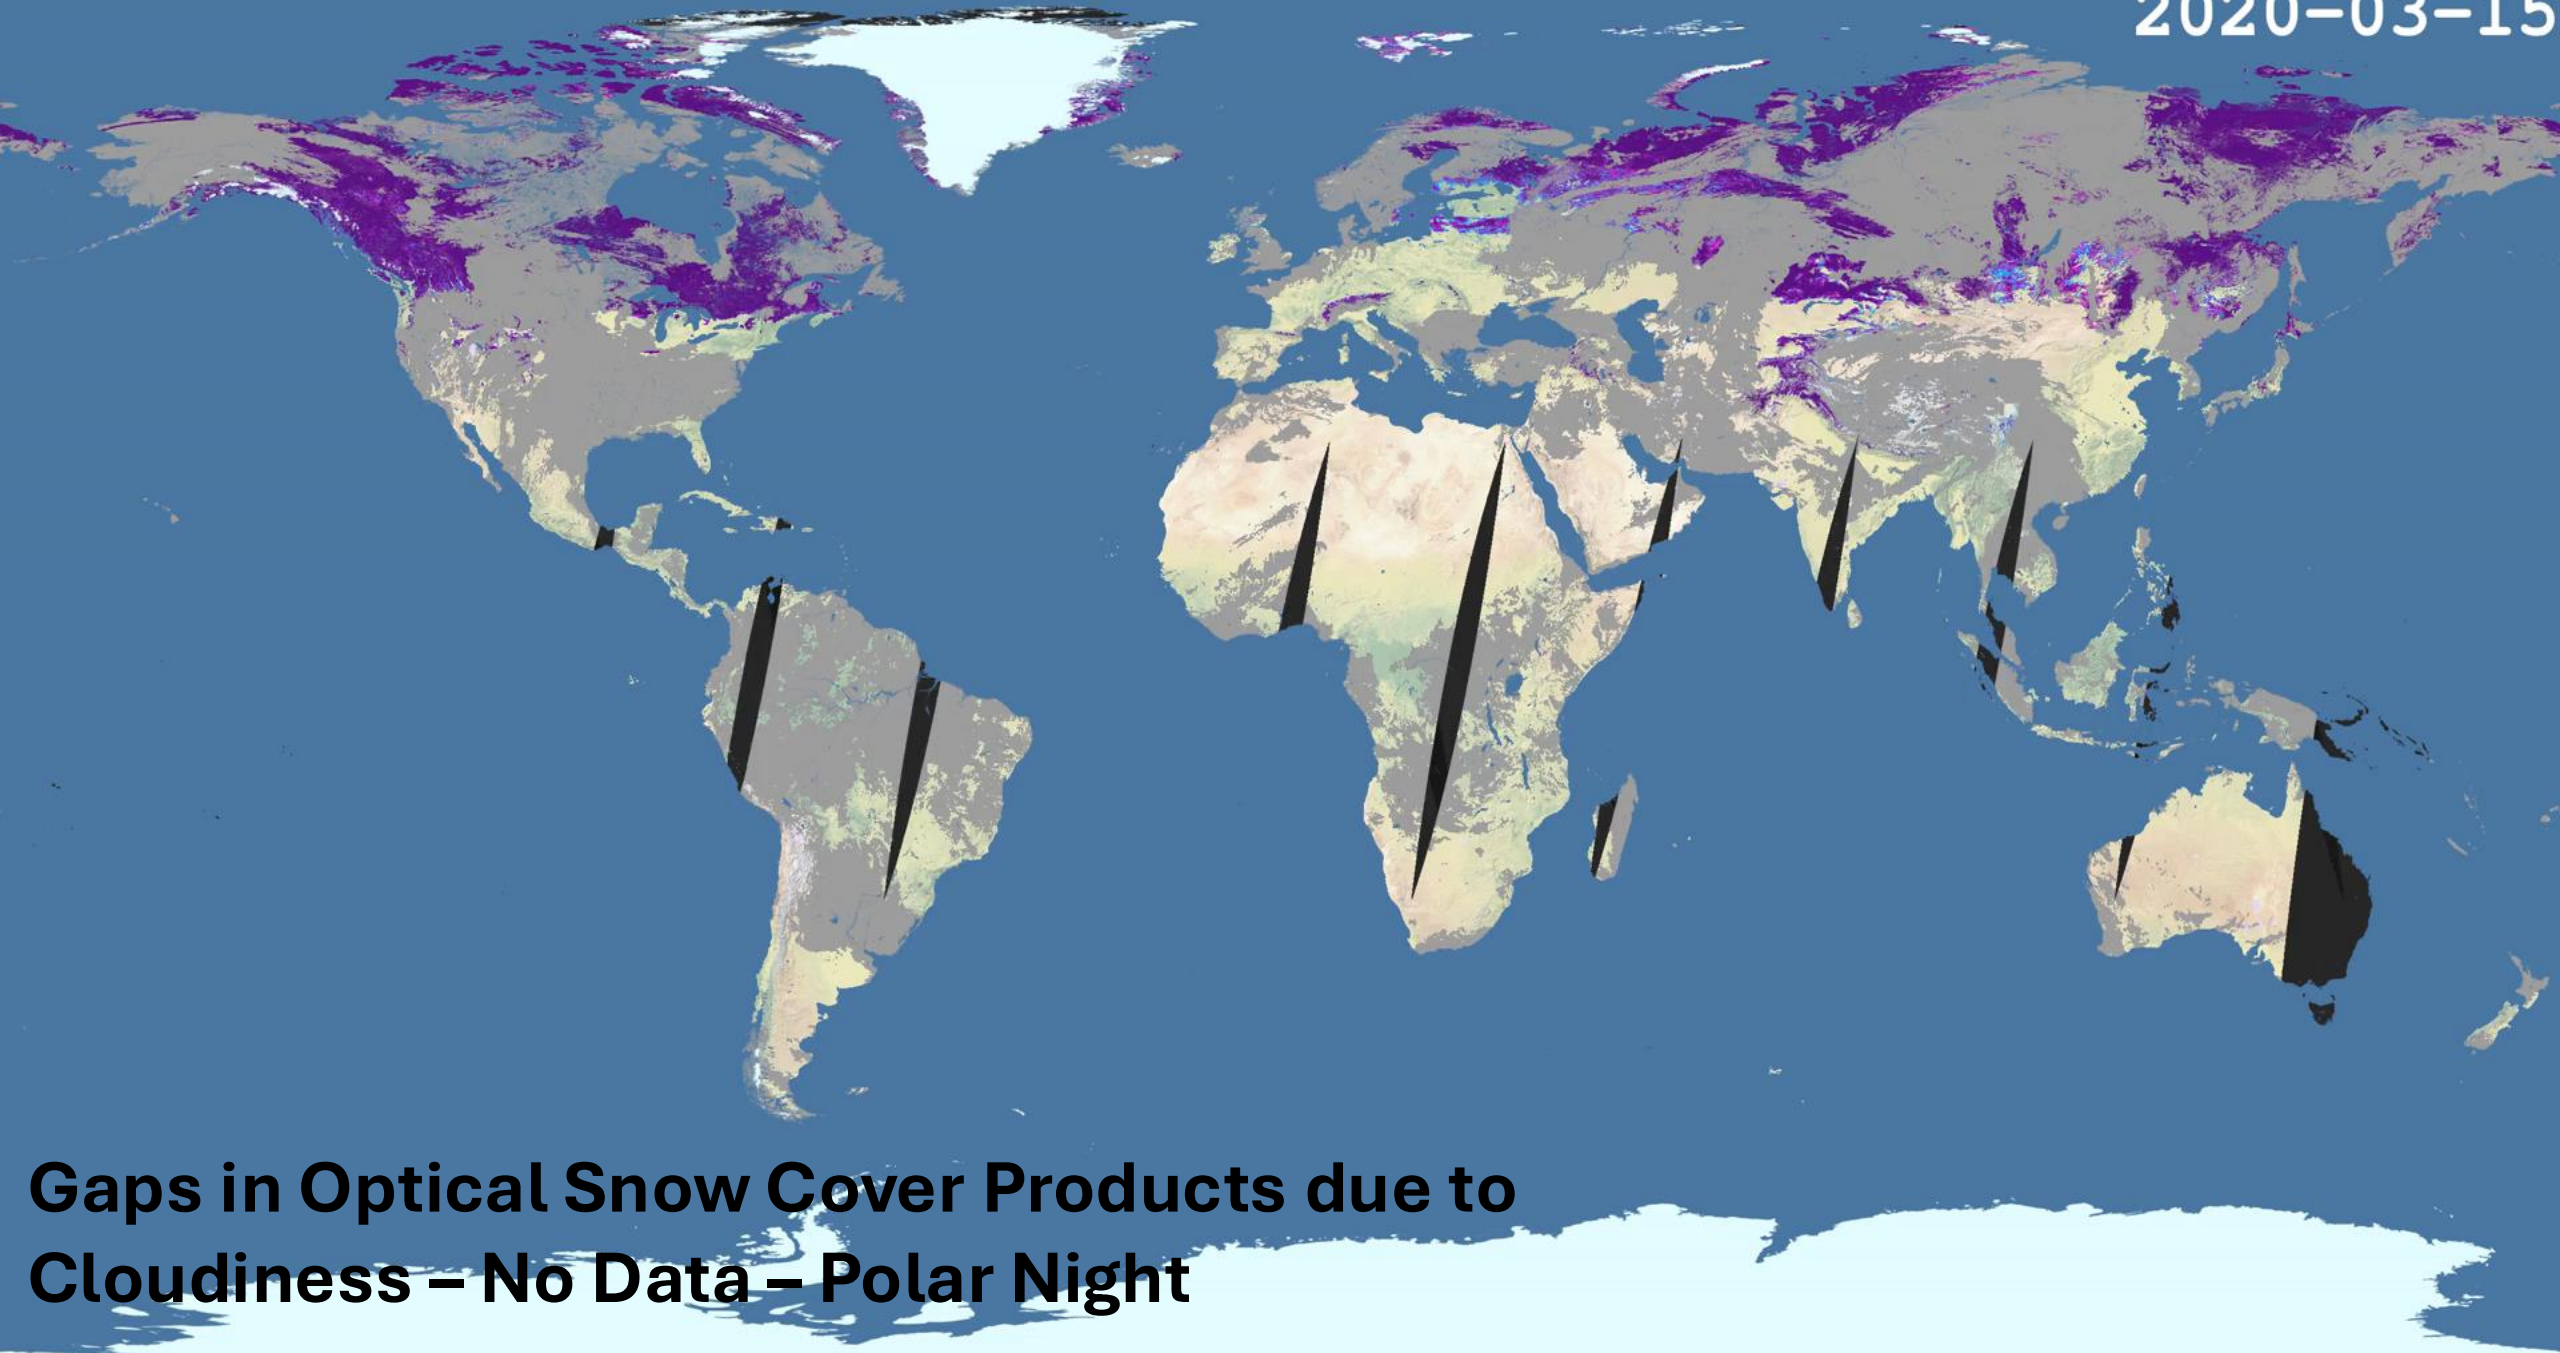 2020-03-15
Gaps in Optical Snow Cover Products due to
Cloudiness – No Data – Polar Night